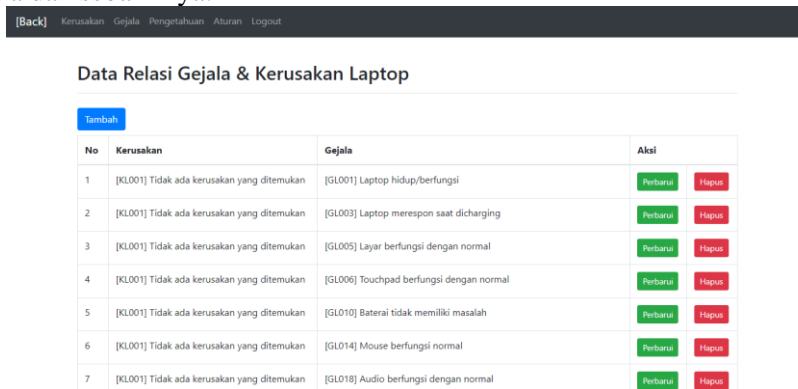 [Back] Kerusakan Gejala Pengetahuan Aturan Logout
Data Relasi Gejala & Kerusakan Laptop
Tambah
No Kerusakan Gejala Aksi
1 [KL001] Tidak ada kerusakan yang ditemukan [GL001] Laptop hidup/berfungsi Perbarui Hapus
2 [KL001] Tidak ada kerusakan yang ditemukan [GL003] Laptop merespon saat dicharging Perbarui Hapus
3 [KL001] Tidak ada kerusakan yang ditemukan [GL005] Layar berfungsi dengan normal Perbarui Hapus
4 [KL001] Tidak ada kerusakan yang ditemukan [GL006] Touchpad berfungsi dengan normal Perbarui Hapus
5 [KL001] Tidak ada kerusakan yang ditemukan [GL010] Baterai tidak memiliki masalah Perbarui Hapus
6 [KL001] Tidak ada kerusakan yang ditemukan [GL014] Mouse berfungsi normal Perbarui Hapus
7 [KL001] Tidak ada kerusakan yang ditemukan [GL018] Audio berfungsi dengan normal Perbarui Hapus